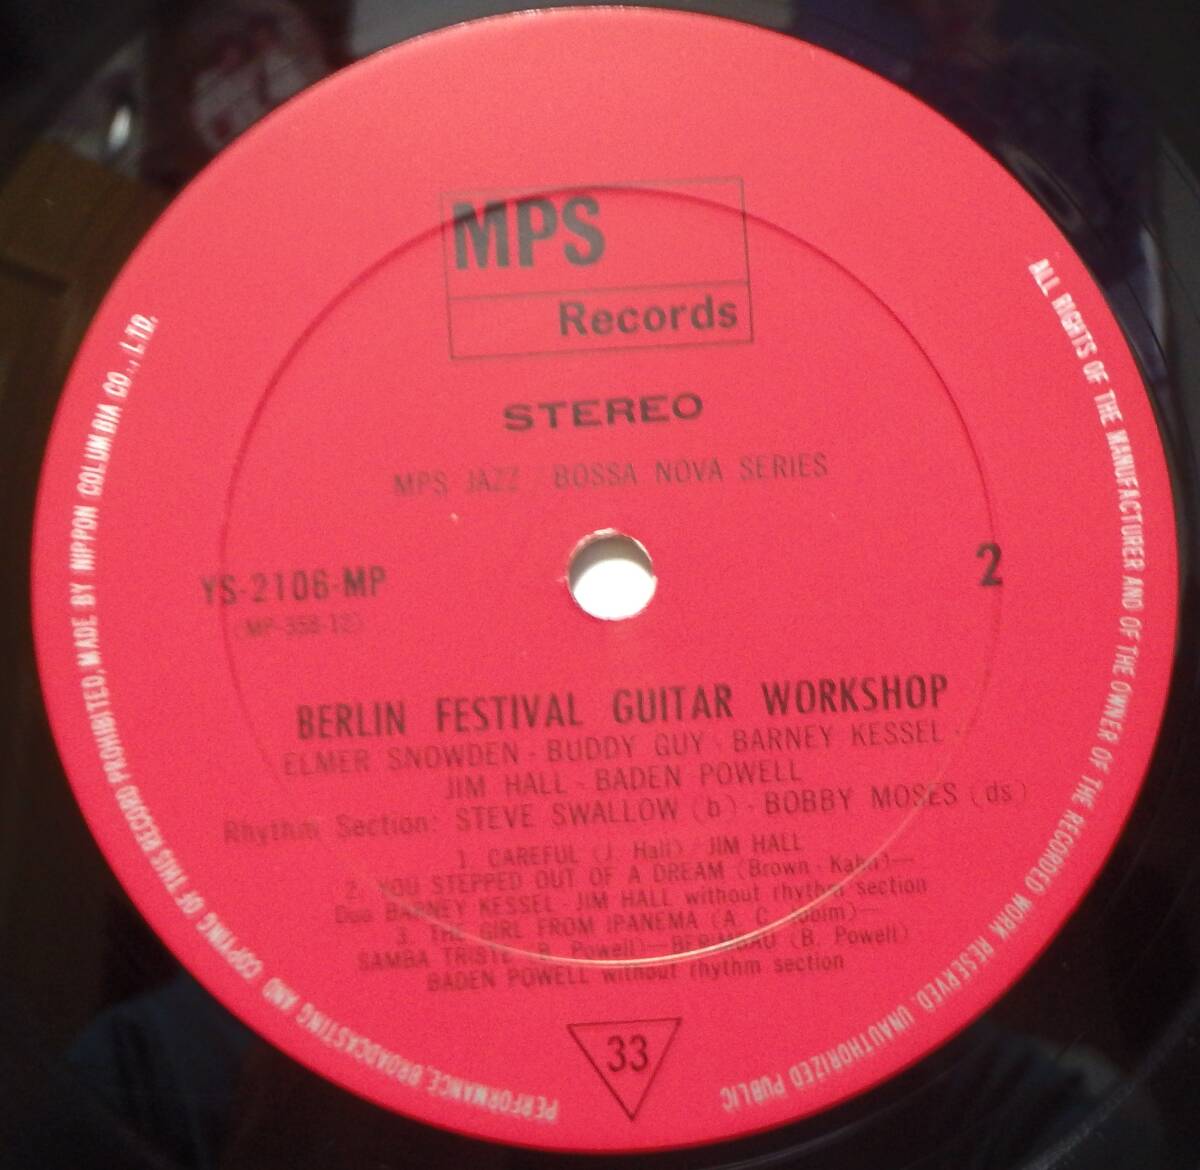 MPS
Records
STEREO
MPS JAZZ / BOSSA NOVA SERIES
YS-2106-MP
2
BERLIN FESTIVAL GUITAR WORKSHOP
ELMER SNOWDEN · BUDDY GUY · BARNEY KESSEL ·
JIM HALL · BADEN POWELL
Rhythm Section: STEVE SWALLOW (b) · BOBBY MOSES (ds)
1. CAREFUL (J. Hall) JIM HALL
2. YOU STEPPED OUT OF A DREAM (Brown · Kahn)—
Duo BARNEY KESSEL · JIM HALL without rhythm section
3. THE GIRL FROM IPANEMA (A. C. Jobim)—
SAMBA TRISTE (B. Powell)—BERIMBAU (B. Powell)
BADEN POWELL without rhythm section
33
ALL RIGHTS OF THE MANUFACTURER AND OF THE OWNER OF THE RECORDED WORK RESERVED. UNAUTHORIZED PUBLIC
PERFORMANCE, BROADCASTING AND COPYING OF THIS RECORD PROHIBITED, MADE BY NIPPON COLUMBIA CO., LTD.